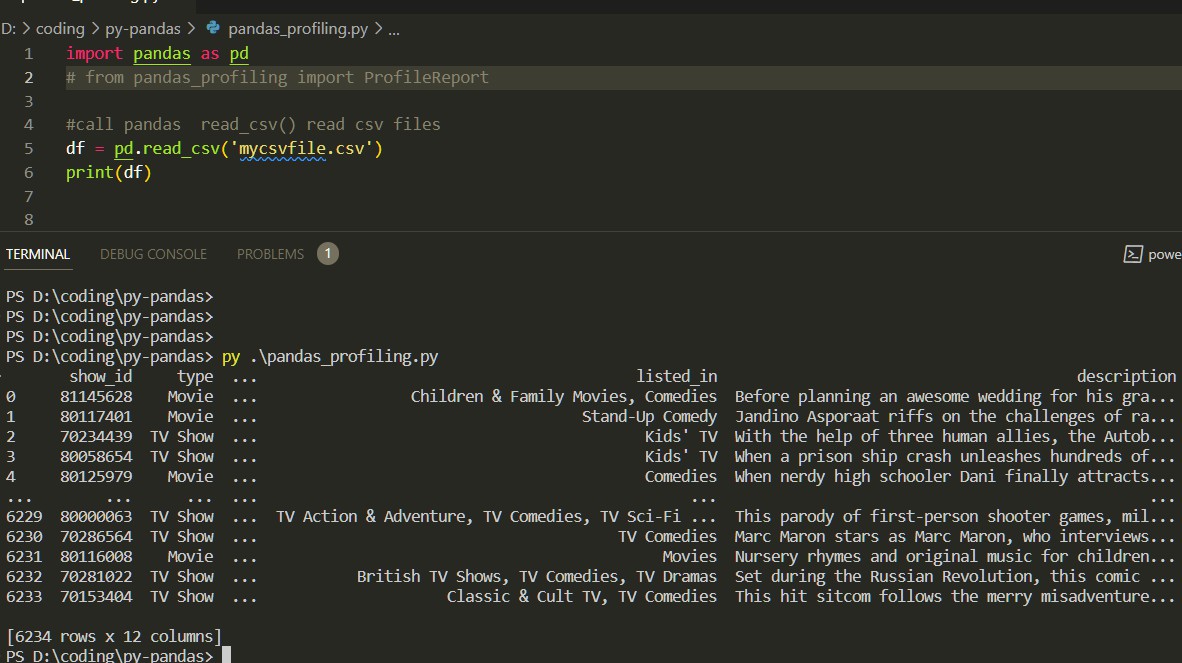 D: > coding > py-pandas > pandas_profiling.py > ...
1 import pandas as pd
2 # from pandas_profiling import ProfileReport
3
4 #call pandas  read_csv() read csv files
5 df = pd.read_csv('mycsvfile.csv')
6 print(df)
7
8
TERMINAL DEBUG CONSOLE PROBLEMS 1 powe
PS D:\coding\py-pandas>
PS D:\coding\py-pandas>
PS D:\coding\py-pandas>
PS D:\coding\py-pandas> py .\pandas_profiling.py
show_id type ... listed_in description
0 81145628 Movie ... Children & Family Movies, Comedies Before planning an awesome wedding for his gra...
1 80117401 Movie ... Stand-Up Comedy Jandino Asporaat riffs on the challenges of ra...
2 70234439 TV Show ... Kids' TV With the help of three human allies, the Autob...
3 80058654 TV Show ... Kids' TV When a prison ship crash unleashes hundreds of...
4 80125979 Movie ... Comedies When nerdy high schooler Dani finally attracts...
... ... ... ... ... ...
6229 80000063 TV Show ... TV Action & Adventure, TV Comedies, TV Sci-Fi ... This parody of first-person shooter games, mil...
6230 70286564 TV Show ... TV Comedies Marc Maron stars as Marc Maron, who interviews...
6231 80116008 Movie ... Movies Nursery rhymes and original music for children...
6232 70281022 TV Show ... British TV Shows, TV Comedies, TV Dramas Set during the Russian Revolution, this comic ...
6233 70153404 TV Show ... Classic & Cult TV, TV Comedies This hit sitcom follows the merry misadventure...
[6234 rows x 12 columns]
PS D:\coding\py-pandas>